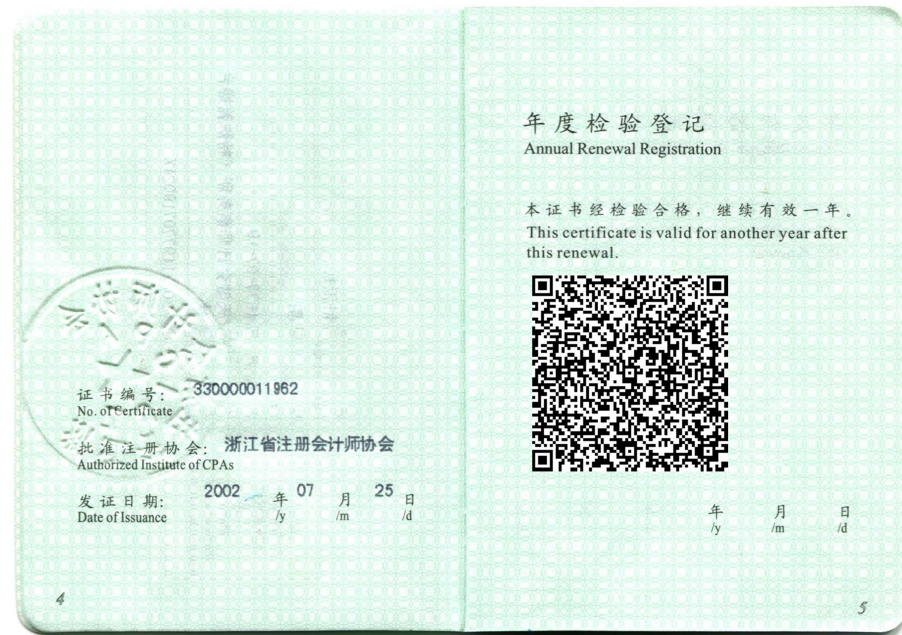 证书编号: 330000011962
No. of Certificate
批准注册协会: 浙江省注册会计师协会
Authorized Institute of CPAs
发证日期: 2002 年 07 月 25 日
Date of Issuance /y /m /d
4
年度检验登记
Annual Renewal Registration
本证书经检验合格，继续有效一年。
This certificate is valid for another year after
this renewal.
年 月 日
/y /m /d
5